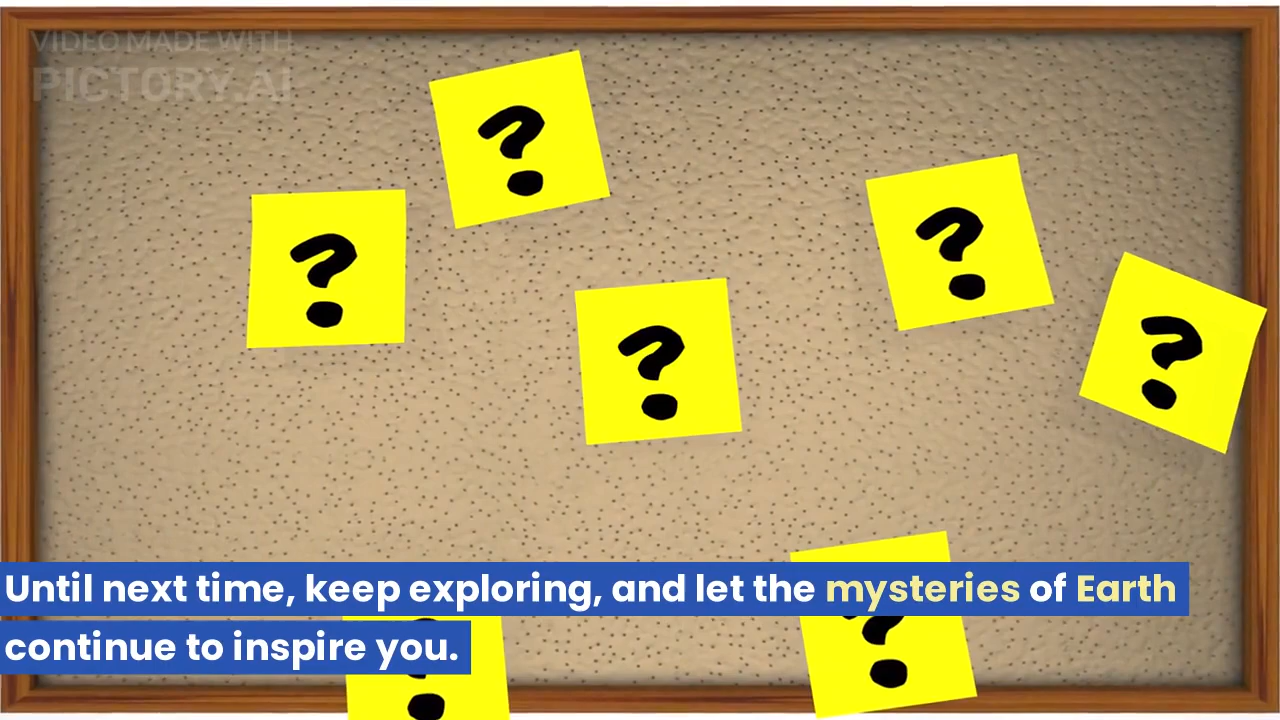 VIDEO MADE WITH
PICTORY.AI
?
?
?
?
?
Until next time, keep exploring, and let the mysteries of Earth
continue to inspire you.
?
?